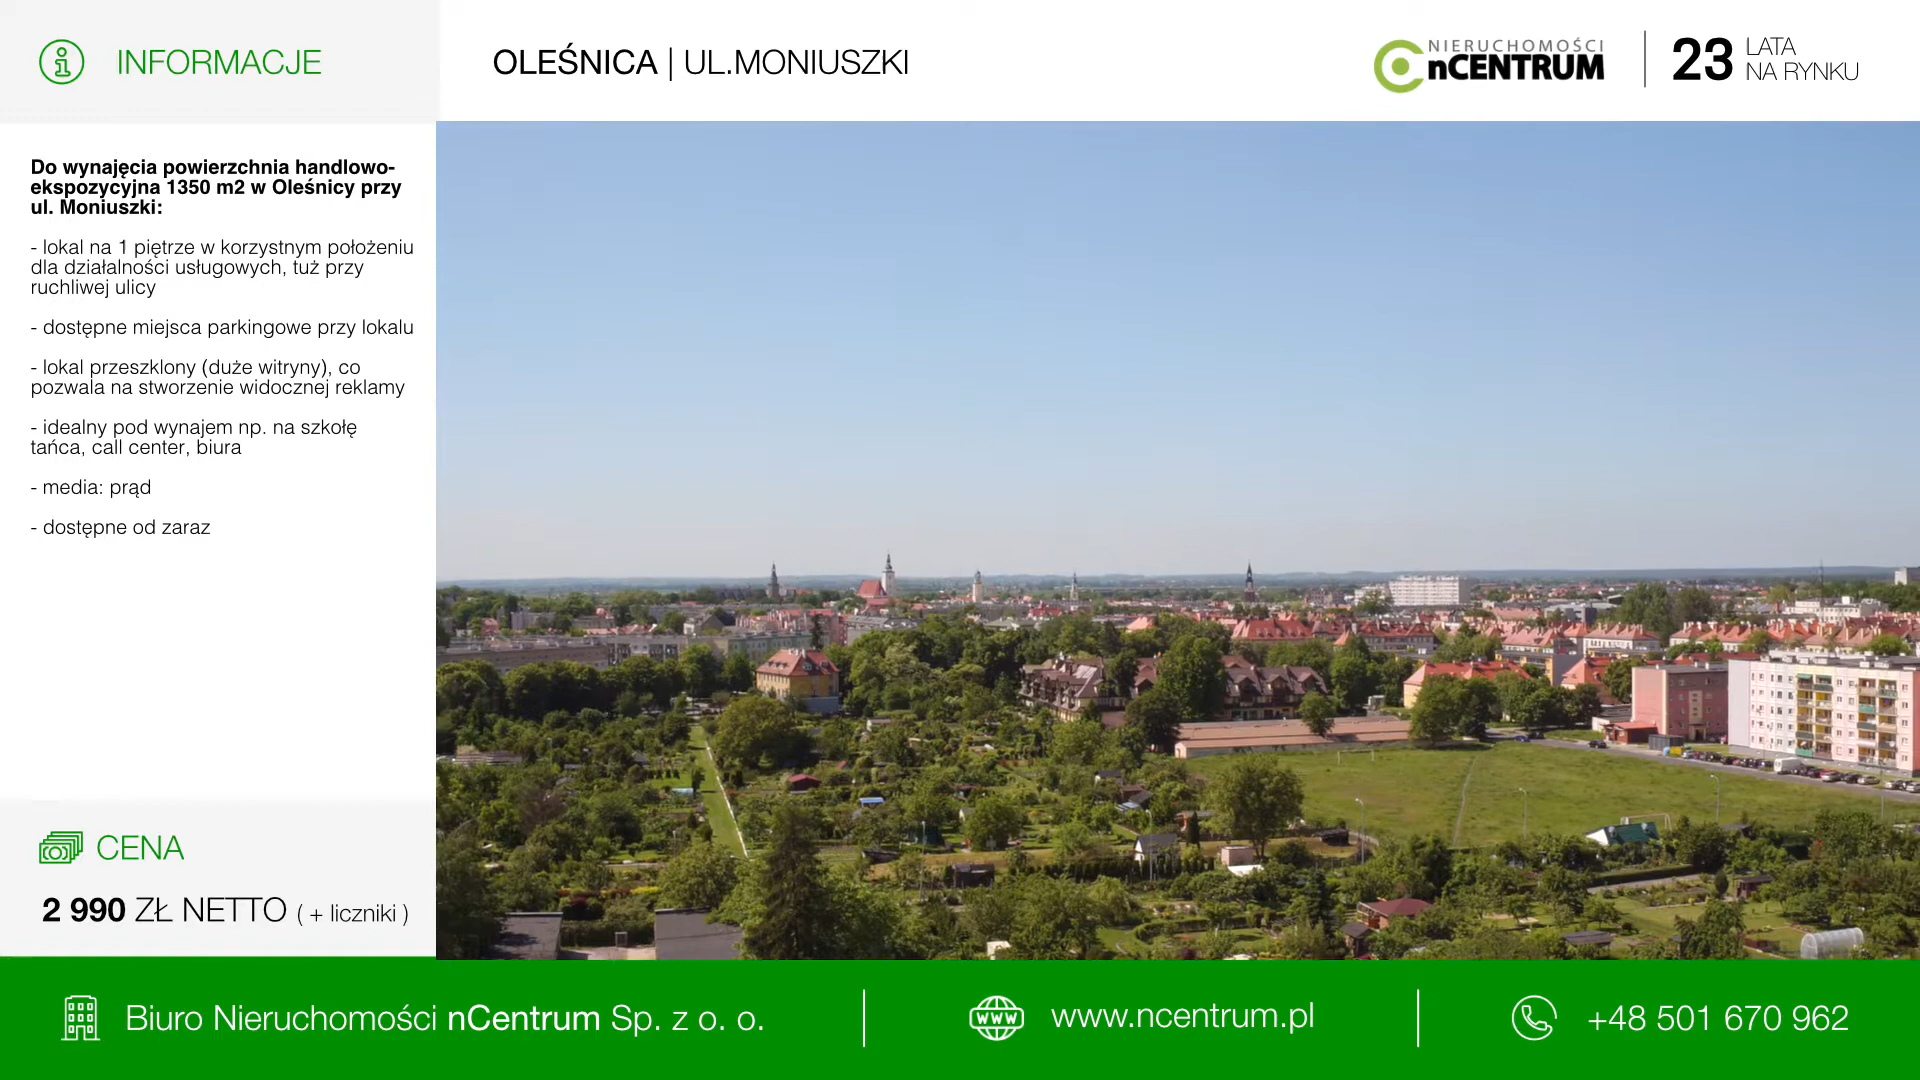 INFORMACJE
OLEŚNICA | UL.MONIUSZKI
NIERUCHOMOŚCI
nCENTRUM
23 LATA
NA RYNKU
Do wynajęcia powierzchnia handlowo-
ekspozycyjna 1350 m2 w Oleśnicy przy
ul. Moniuszki:
- lokal na 1 piętrze w korzystnym położeniu
dla działalności usługowych, tuż przy
ruchliwej ulicy
- dostępne miejsca parkingowe przy lokalu
- lokal przeszklony (duże witryny), co
pozwala na stworzenie widocznej reklamy
- idealny pod wynajem np. na szkołę
tańca, call center, biura
- media: prąd
- dostępne od zaraz
CENA
2 990 ZŁ NETTO ( + liczniki )
Biuro Nieruchomości nCentrum Sp. z o. o.
WWW
www.ncentrum.pl
+48 501 670 962